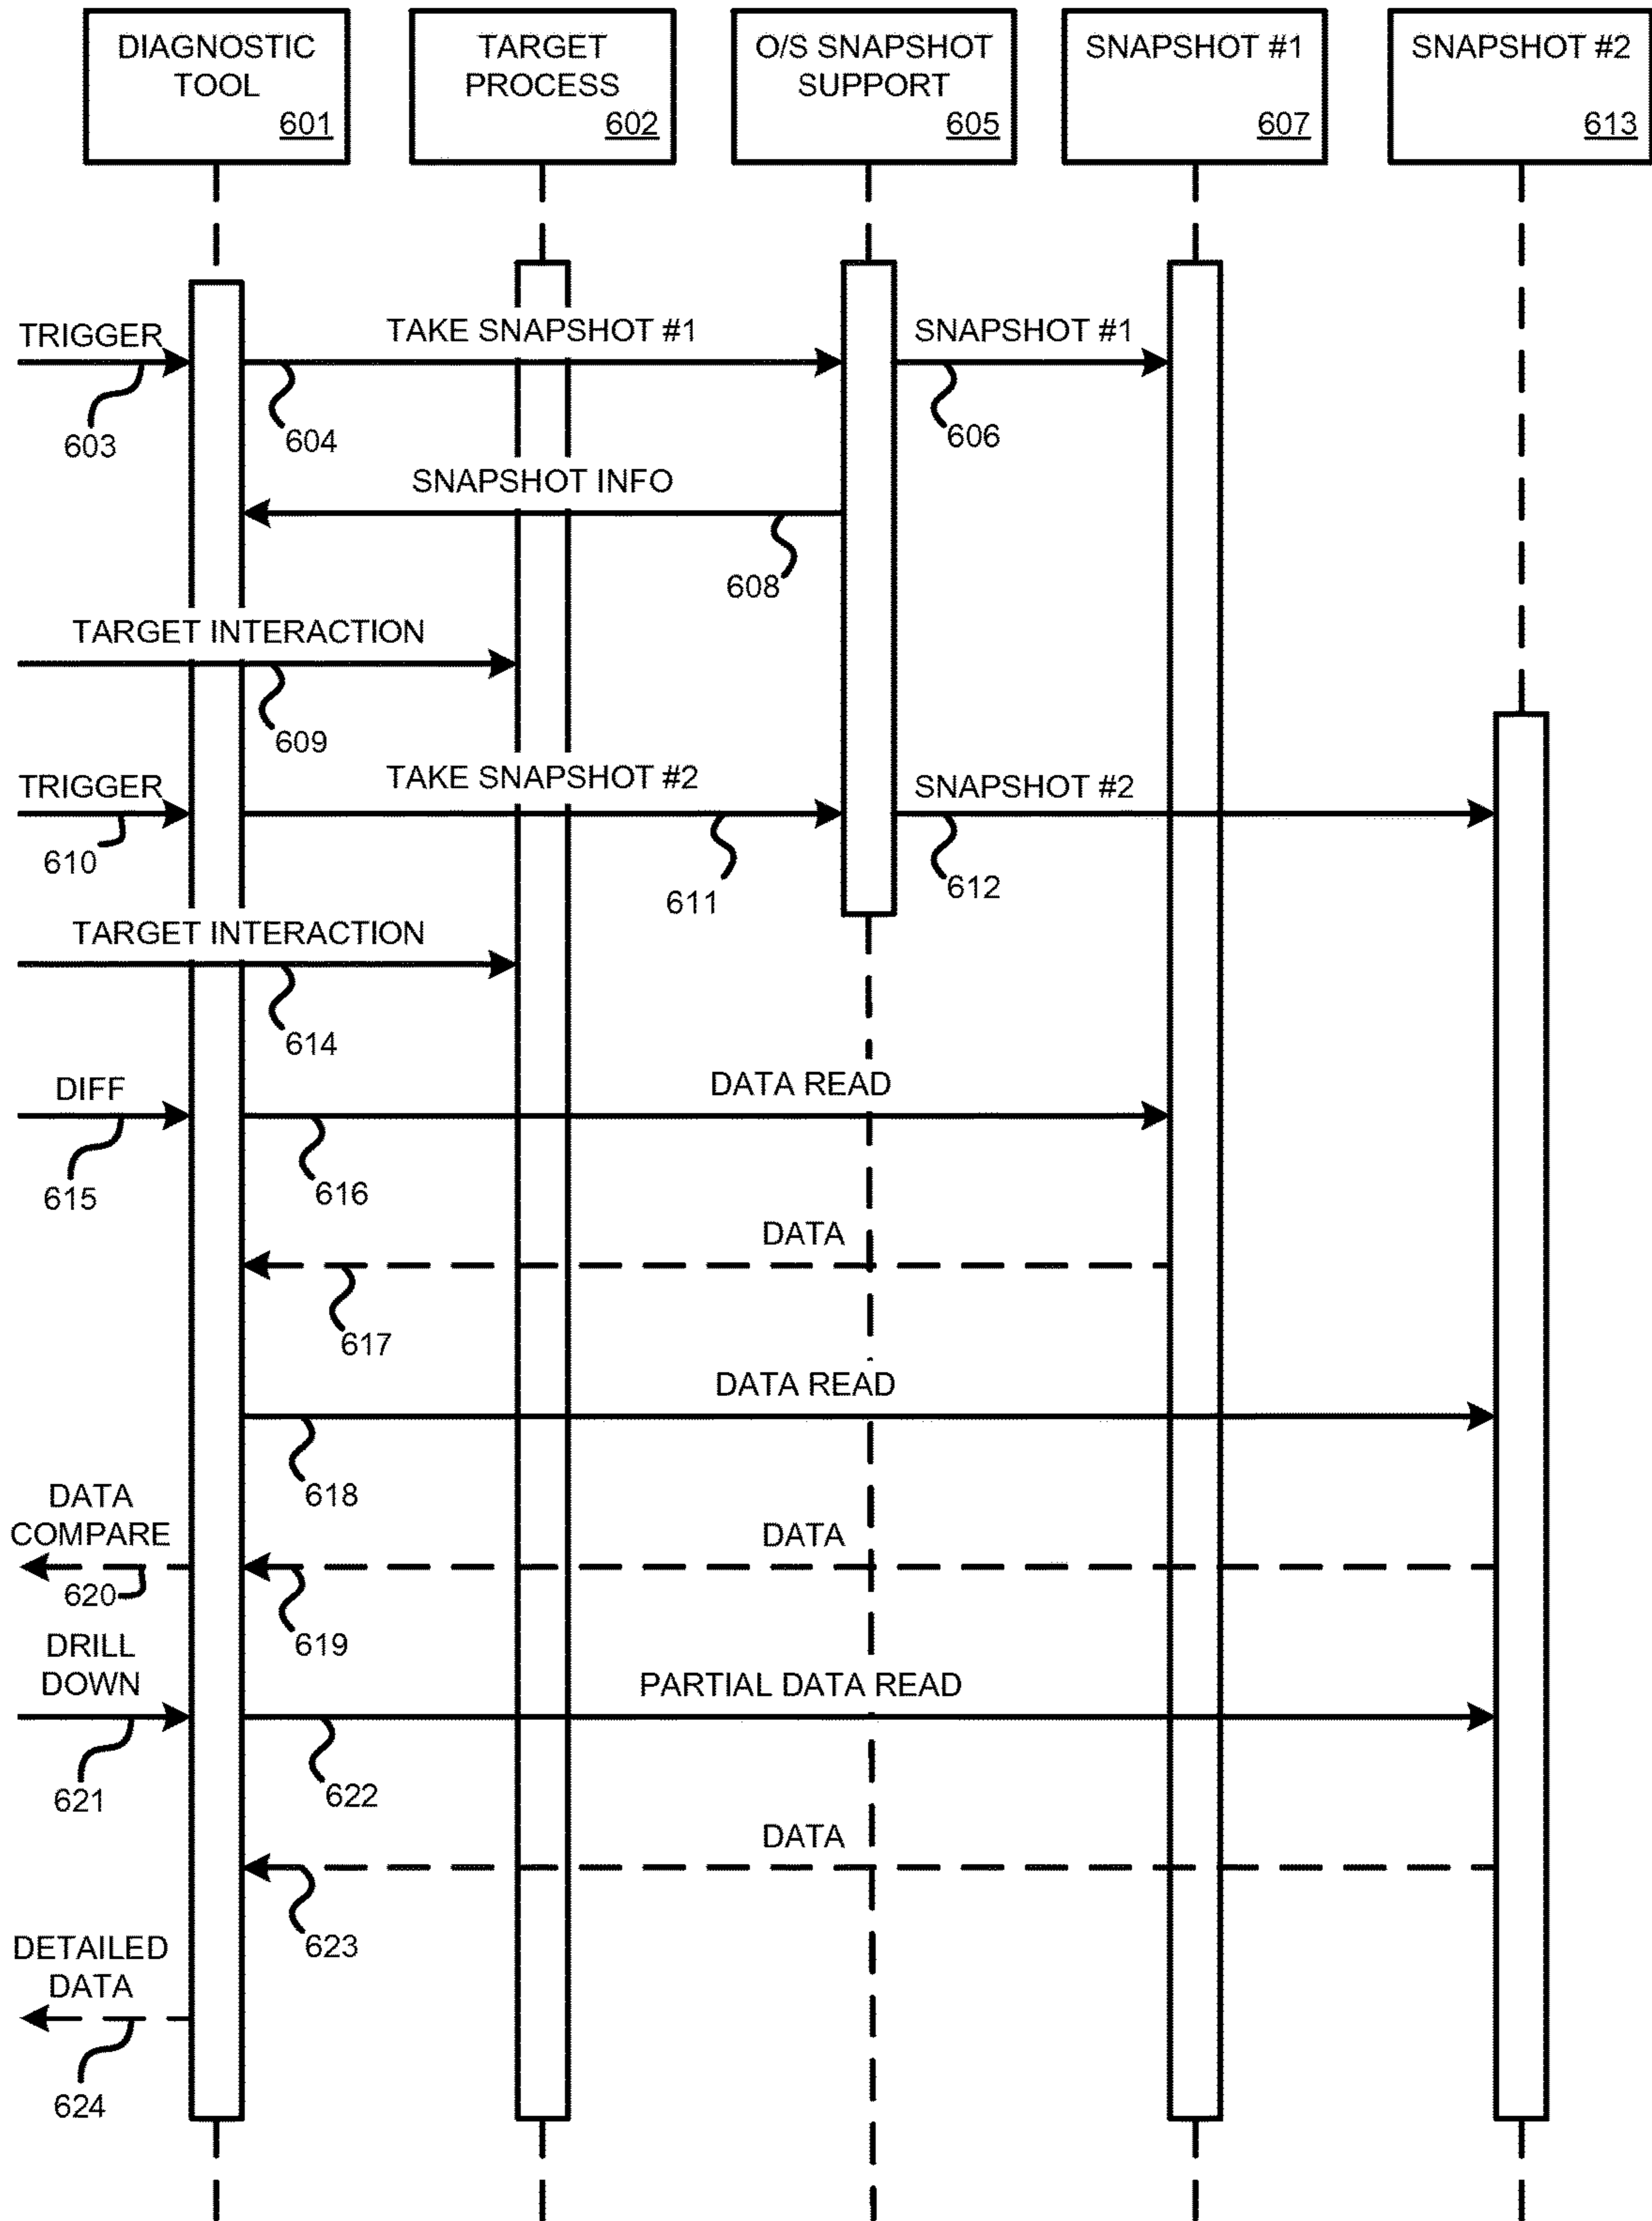 DIAGNOSTIC
TOOL
601
TARGET
PROCESS
602
O/S SNAPSHOT
SUPPORT
605
SNAPSHOT #1
607
SNAPSHOT #2
613
TRIGGER
603
TAKE SNAPSHOT #1
604
SNAPSHOT #1
606
SNAPSHOT INFO
608
TARGET INTERACTION
609
TRIGGER
610
TAKE SNAPSHOT #2
611
SNAPSHOT #2
612
TARGET INTERACTION
614
DIFF
615
DATA READ
616
DATA
617
DATA READ
618
DATA
COMPARE
620
DATA
619
DRILL
DOWN
621
PARTIAL DATA READ
622
DATA
623
DETAILED
DATA
624